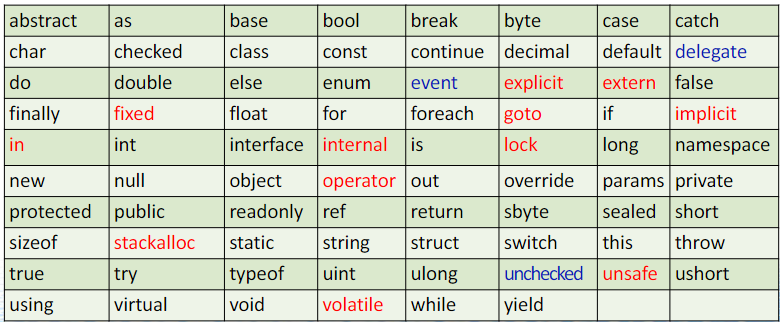 abstract as base bool break byte case catch
char checked class const continue decimal default delegate
do double else enum event explicit extern false
finally fixed float for foreach goto if implicit
in int interface internal is lock long namespace
new null object operator out override params private
protected public readonly ref return sbyte sealed short
sizeof stackalloc static string struct switch this throw
true try typeof uint ulong unchecked unsafe ushort
using virtual void volatile while yield